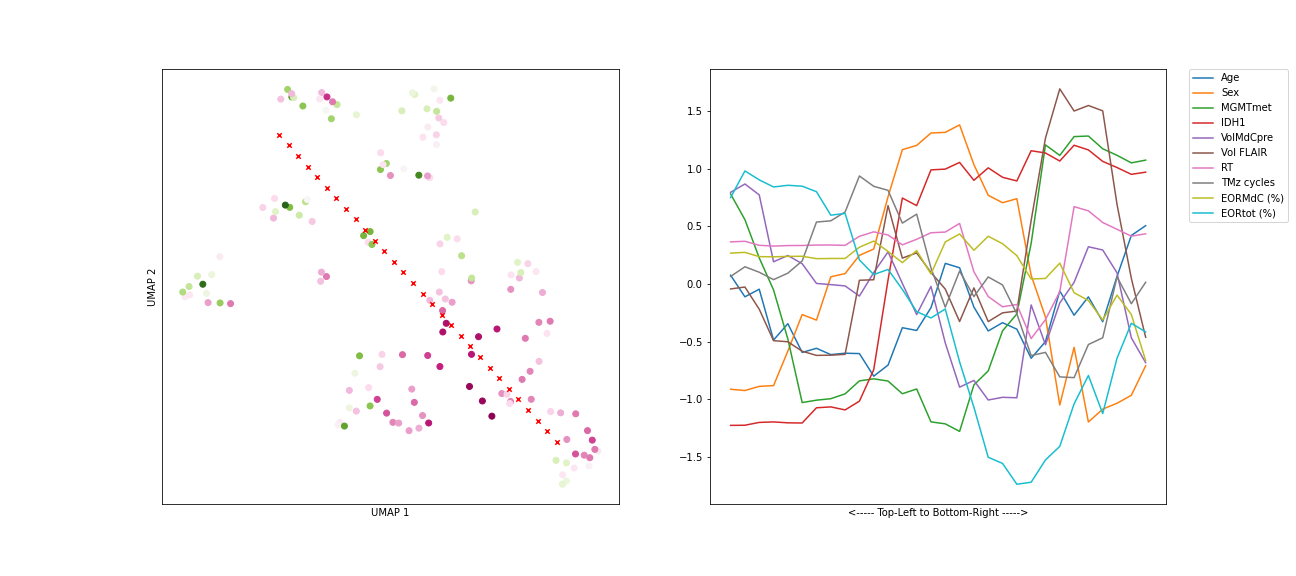 UMAP 2
UMAP 1
1.5
1.0
0.5
0.0
−0.5
−1.0
−1.5
<----- Top-Left to Bottom-Right ----->
Age
Sex
MGMTmet
IDH1
VolMdCpre
Vol FLAIR
RT
TMz cycles
EORMdC (%)
EORtot (%)